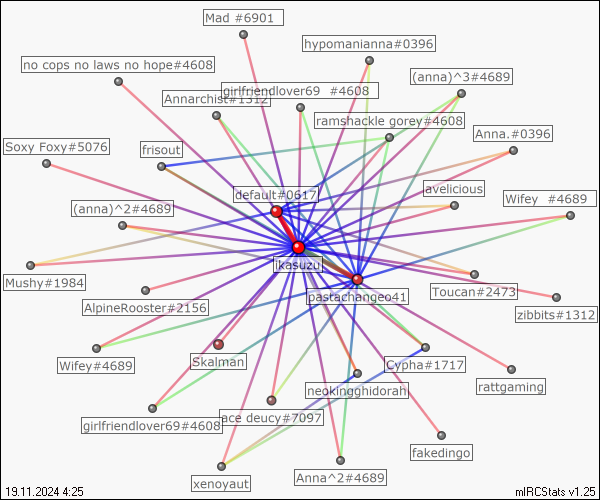 Mad #6901
hypomanianna#0396
no cops no laws no hope#4608
(anna)^3#4689
girlfriendlover69 #4608
Annarchist#1312
ramshackle gorey#4608
Anna.#0396
Soxy Foxy#5076
frisout
default#0617
javelicious
Wifey #4689
(anna)^2#4689
ikasuzu
Mushy#1984
pastachangeo41
Toucan#2473
AlpineRooster#2156
zibbits#1312
Wifey#4689
Skalman
Cypha#1717
rattgaming
neokingghidorah
girlfriendlover69#4608
ace deucy#7097
fakedingo
xenoyaut
Anna^2#4689
19.11.2024 4:25
mIRCStats v1.25